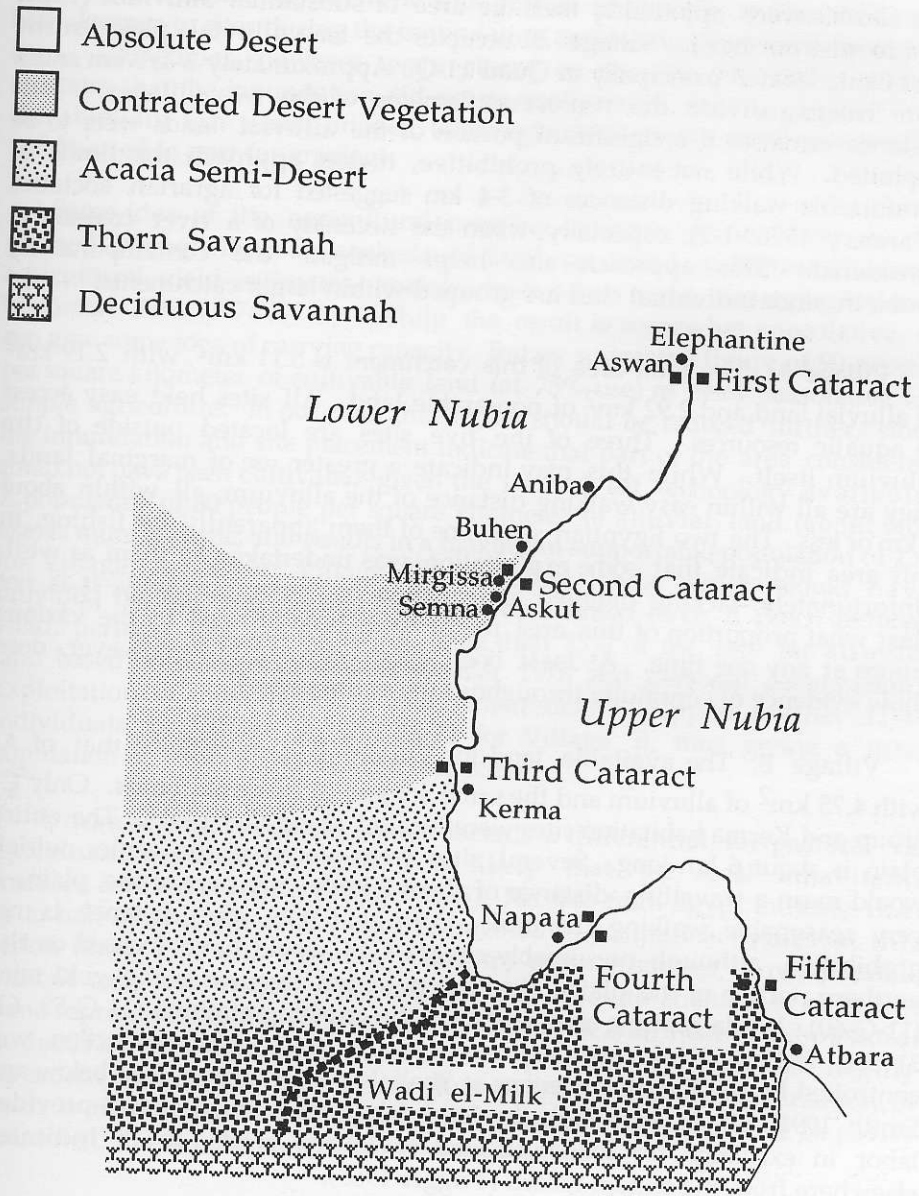 Absolute Desert
Contracted Desert Vegetation
Acacia Semi-Desert
Thorn Savannah
Deciduous Savannah
Elephantine
Aswan
First Cataract
Lower Nubia
Aniba
Buhen
Mirgissa
Second Cataract
Semna
Askut
Upper Nubia
Third Cataract
Kerma
Napata
Fourth
Cataract
Fifth
Cataract
Atbara
Wadi el-Milk